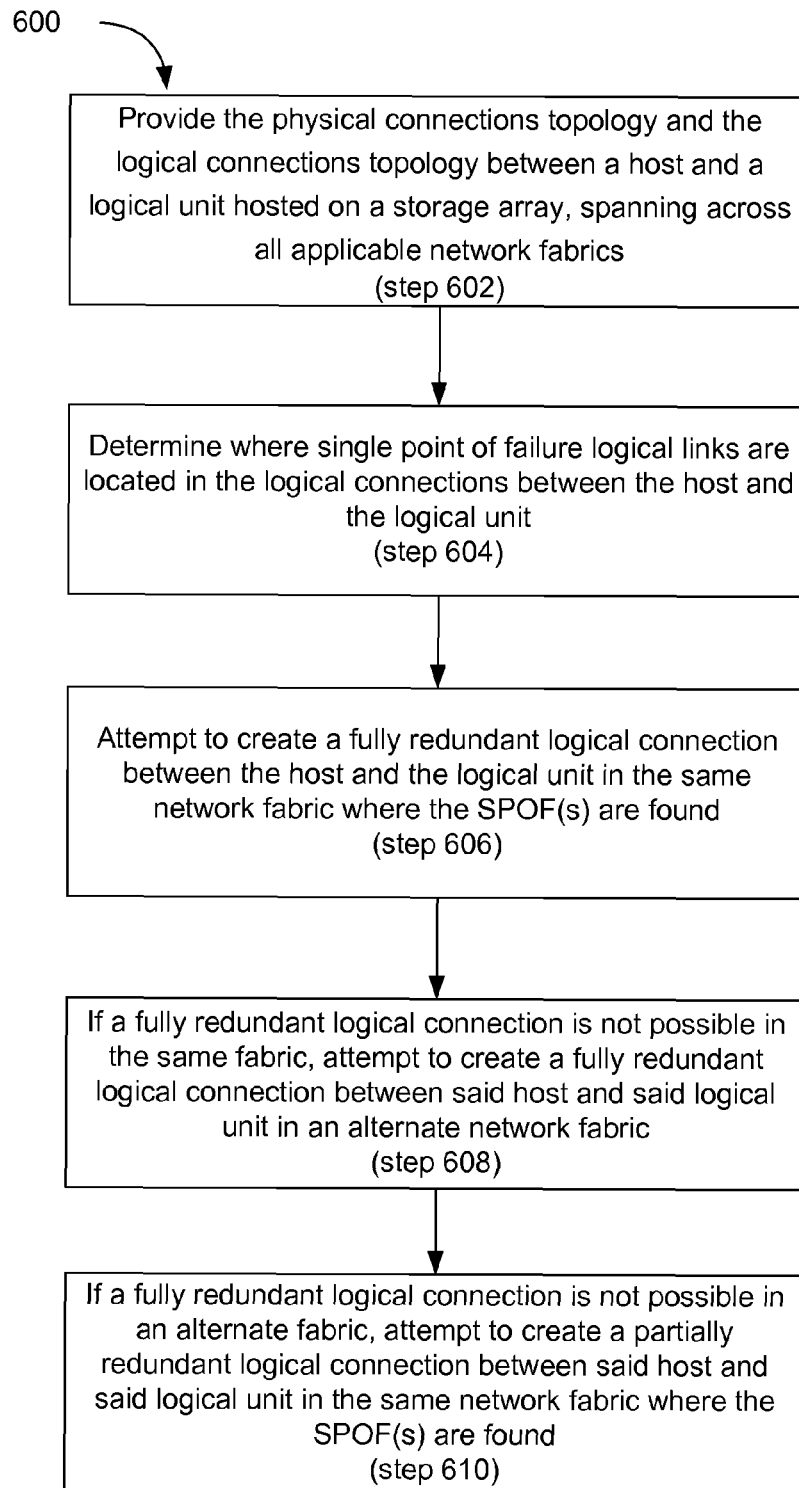 600
Provide the physical connections topology and the
logical connections topology between a host and a
logical unit hosted on a storage array, spanning across
all applicable network fabrics
(step 602)
Determine where single point of failure logical links are
located in the logical connections between the host and
the logical unit
(step 604)
Attempt to create a fully redundant logical connection
between the host and the logical unit in the same
network fabric where the SPOF(s) are found
(step 606)
If a fully redundant logical connection is not possible in
the same fabric, attempt to create a fully redundant
logical connection between said host and said logical
unit in an alternate network fabric
(step 608)
If a fully redundant logical connection is not possible in
an alternate fabric, attempt to create a partially
redundant logical connection between said host and
said logical unit in the same network fabric where the
SPOF(s) are found
(step 610)